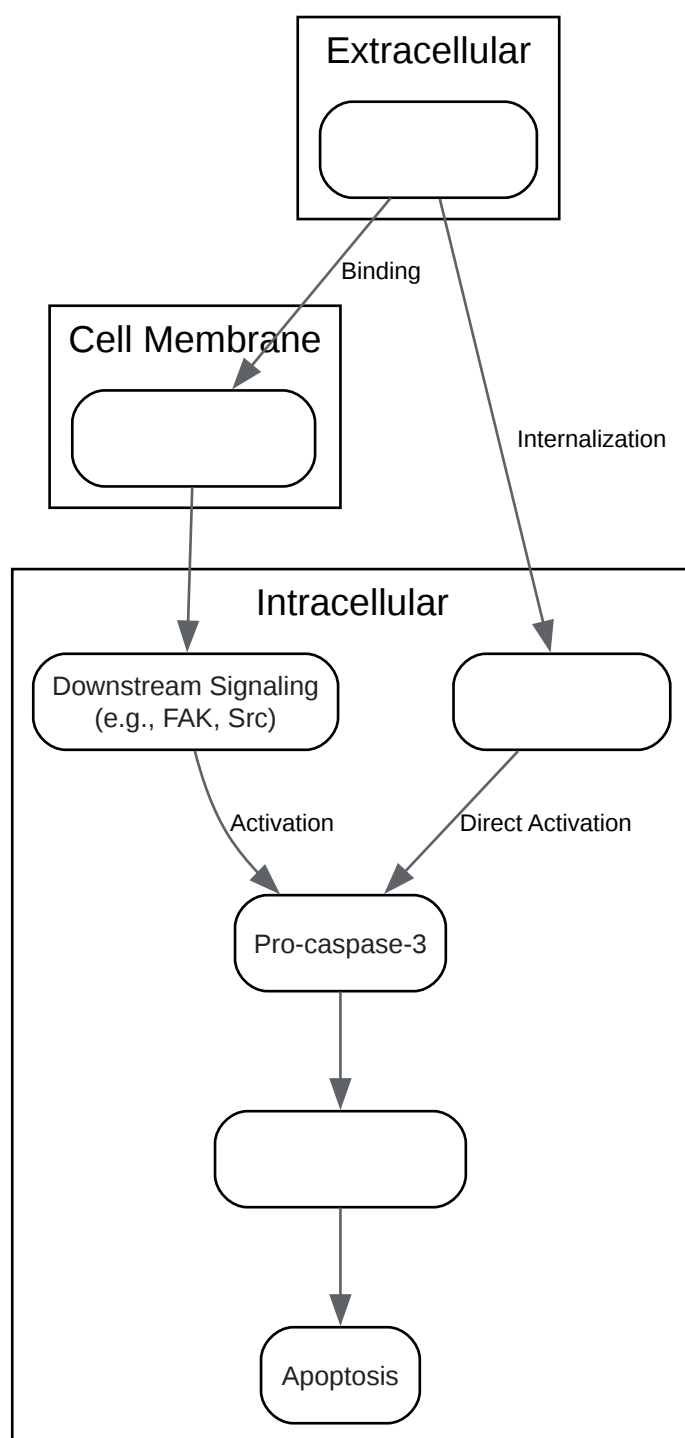 Extracellular
Binding
Cell Membrane
Internalization
Intracellular
Downstream Signaling
(e.g., FAK, Src)
Activation
Direct Activation
Pro-caspase-3
Apoptosis